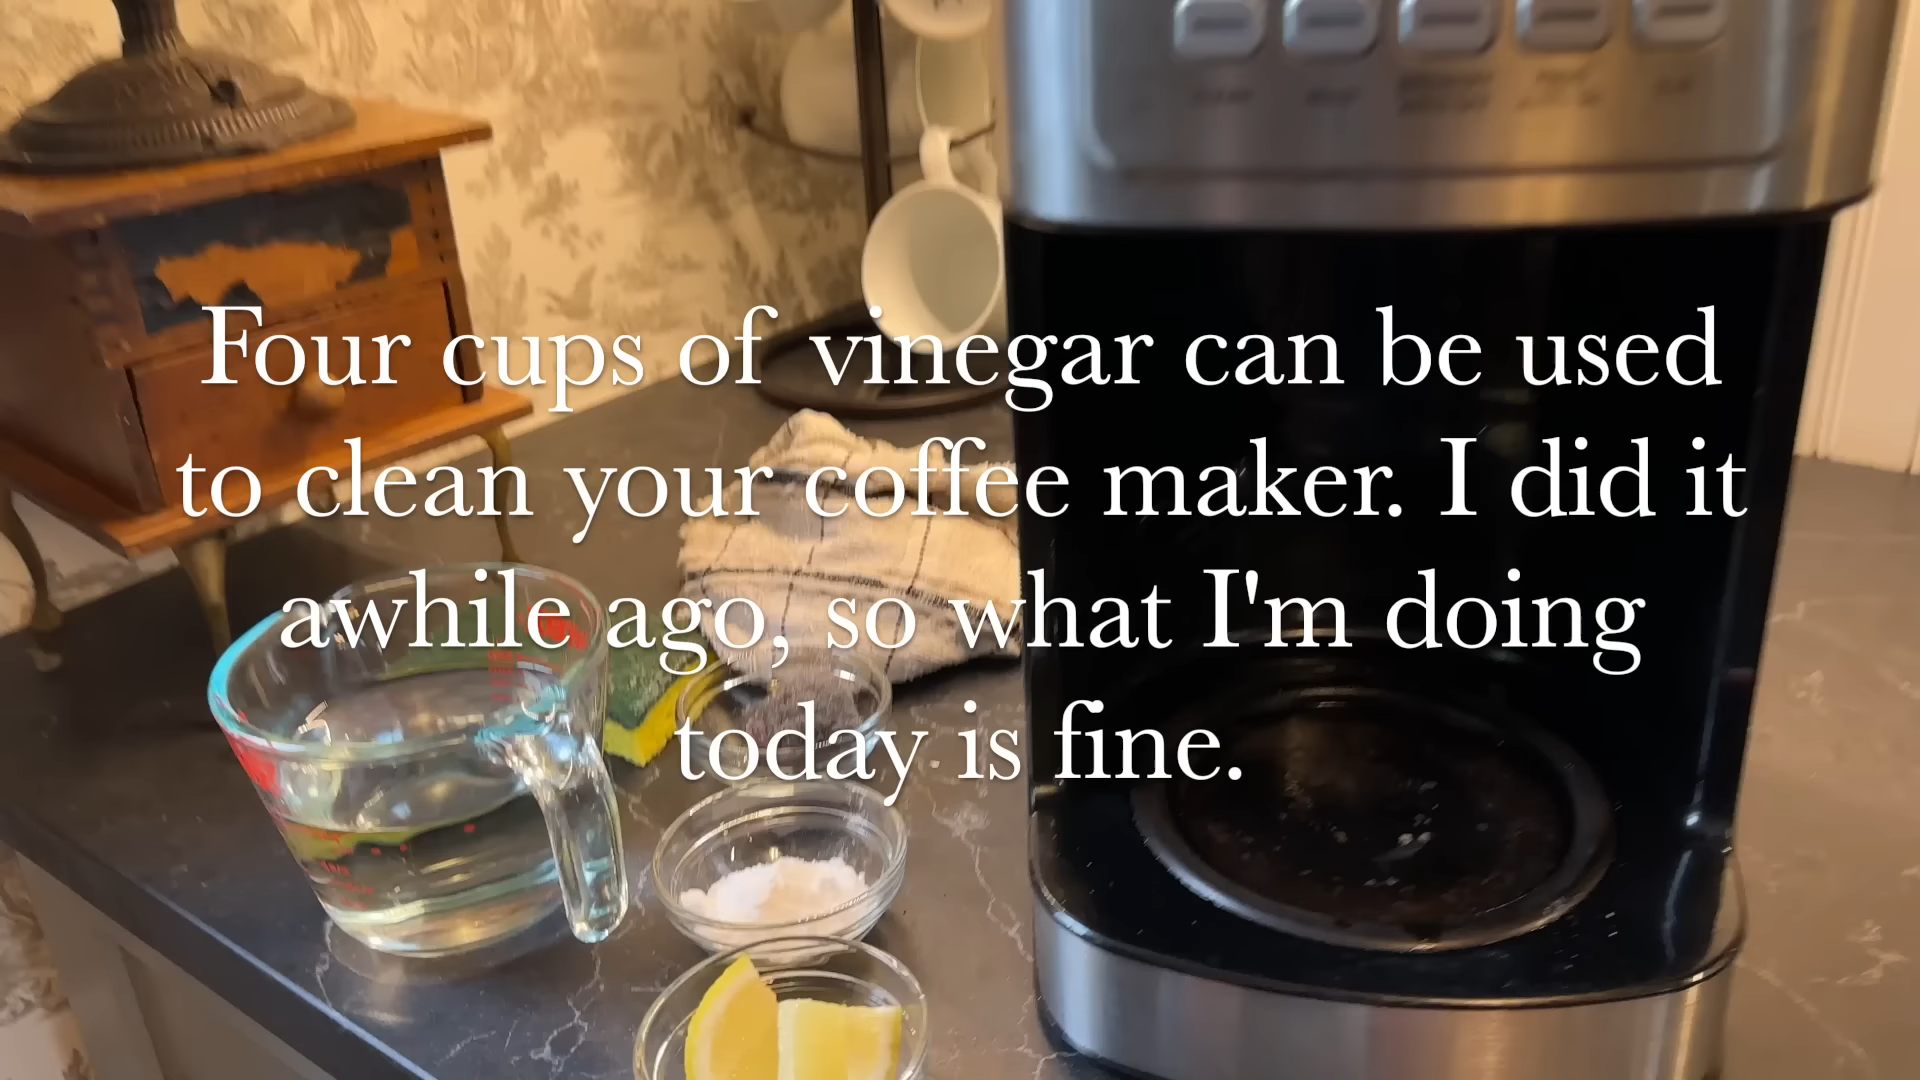 Four cups of vinegar can be used
to clean your coffee maker. I did it
awhile ago, so what I'm doing
today is fine.